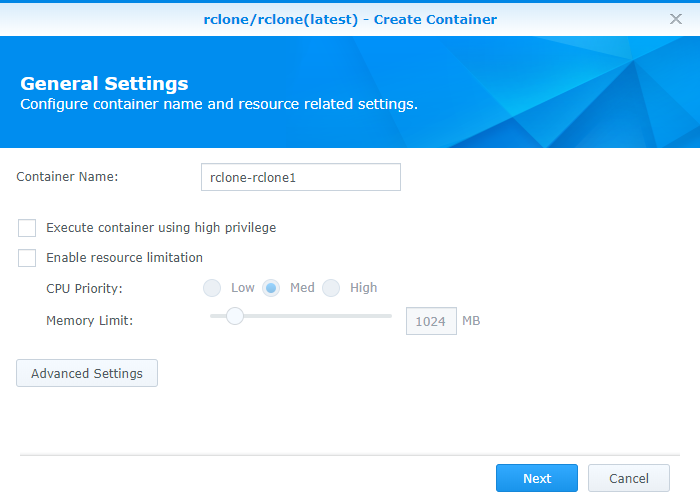 rclone/rclone(latest) - Create Container
General Settings
Configure container name and resource related settings.
Container Name: rclone-rclone1
Execute container using high privilege
Enable resource limitation
CPU Priority: Low Med High
Memory Limit: 1024 MB
Advanced Settings
Next Cancel